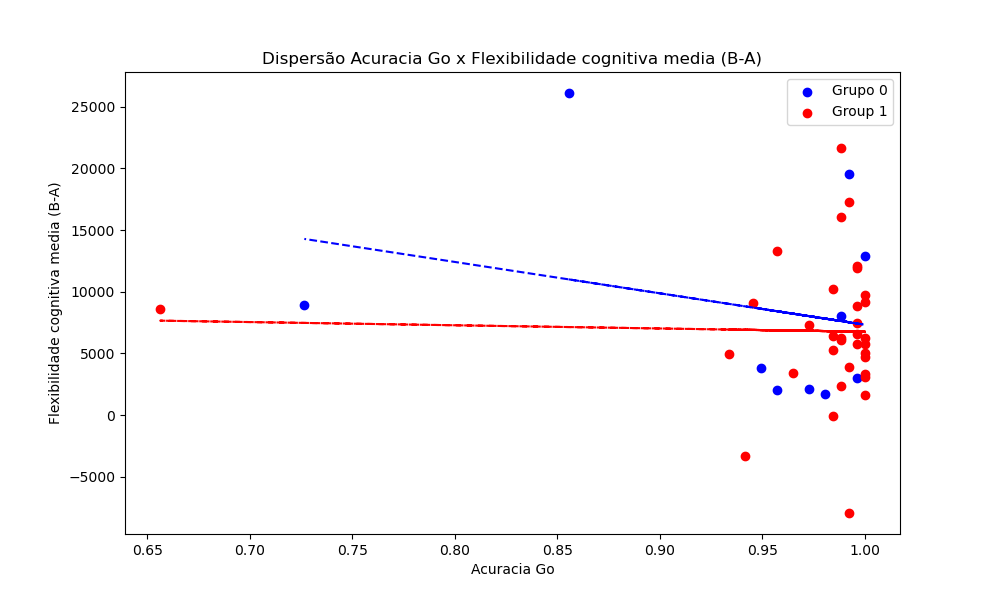 Dispersão Acuracia Go x Flexibilidade cognitiva media (B-A)
Grupo 0
Group 1
Flexibilidade cognitiva media (B-A)
25000
20000
15000
10000
5000
0
−5000
0.65 0.70 0.75 0.80 0.85 0.90 0.95 1.00
Acuracia Go